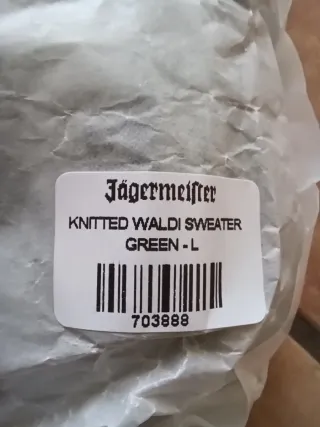 Jägermeiſter
KNITTED WALDI SWEATER
GREEN - L
703888